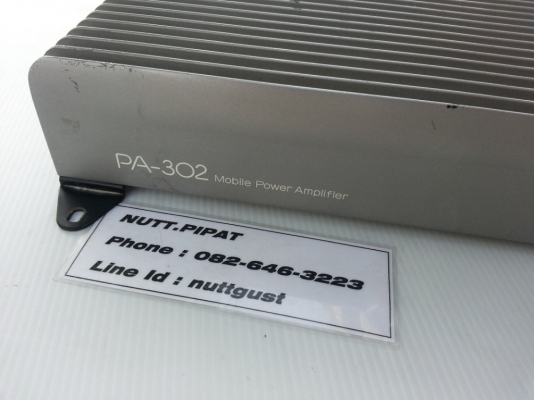 PA-302 Mobile Power Amplifier
NUTT.PIPAT
Phone : 082-646-3223
Line Id : nuttgust